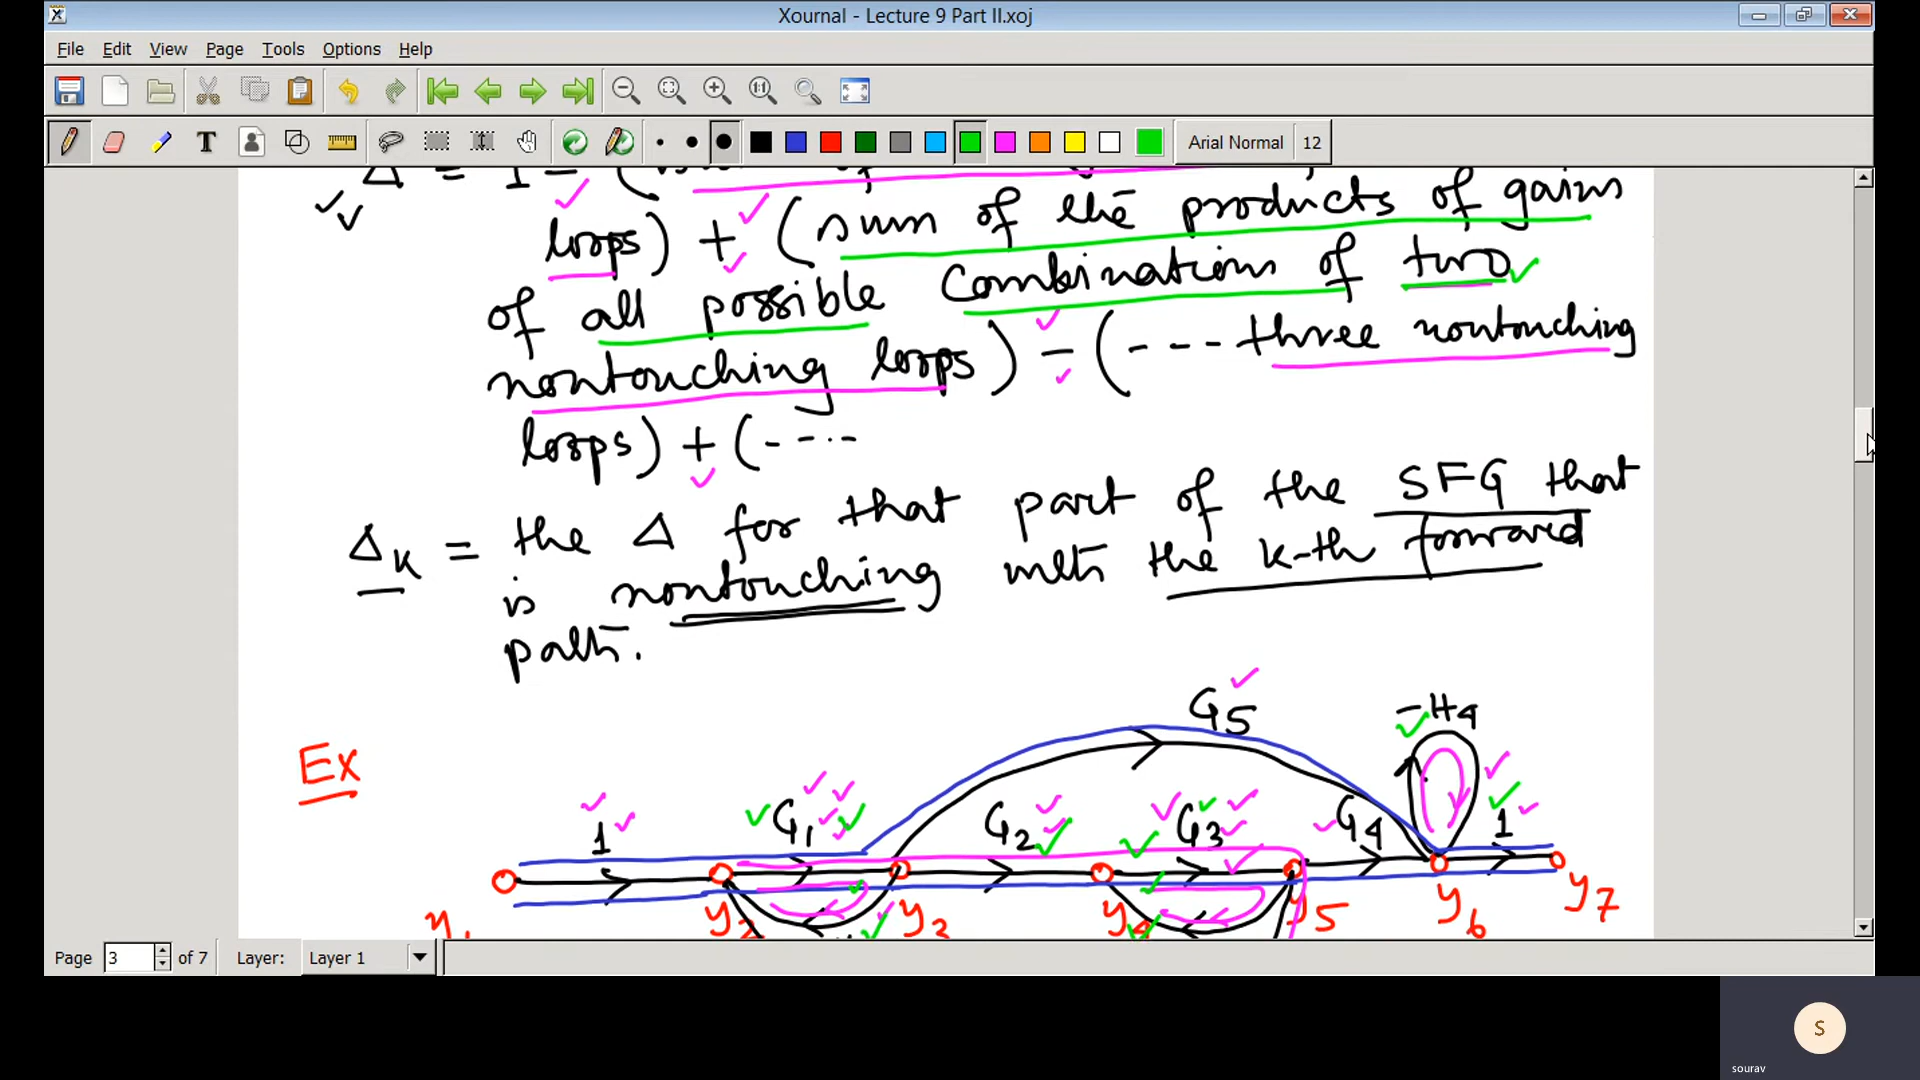 Xournal - Lecture 9 Part II.xoj
File Edit View Page Tools Options Help
Arial Normal 12
Δ = 1 - (
loops) + (sum of the products of gains
of all possible combinations of two
nontouching loops) - (--- three nontouching
loops) + (-----
Δk = the Δ for that part of the SFG that
is nontouching with the k-th forward
path.
G5
-H4
Ex
1 G1 G2 G3 G4 1
y2 y3 y4 y5 y6 y7
Page 3 of 7 Layer: Layer 1
S
sourav